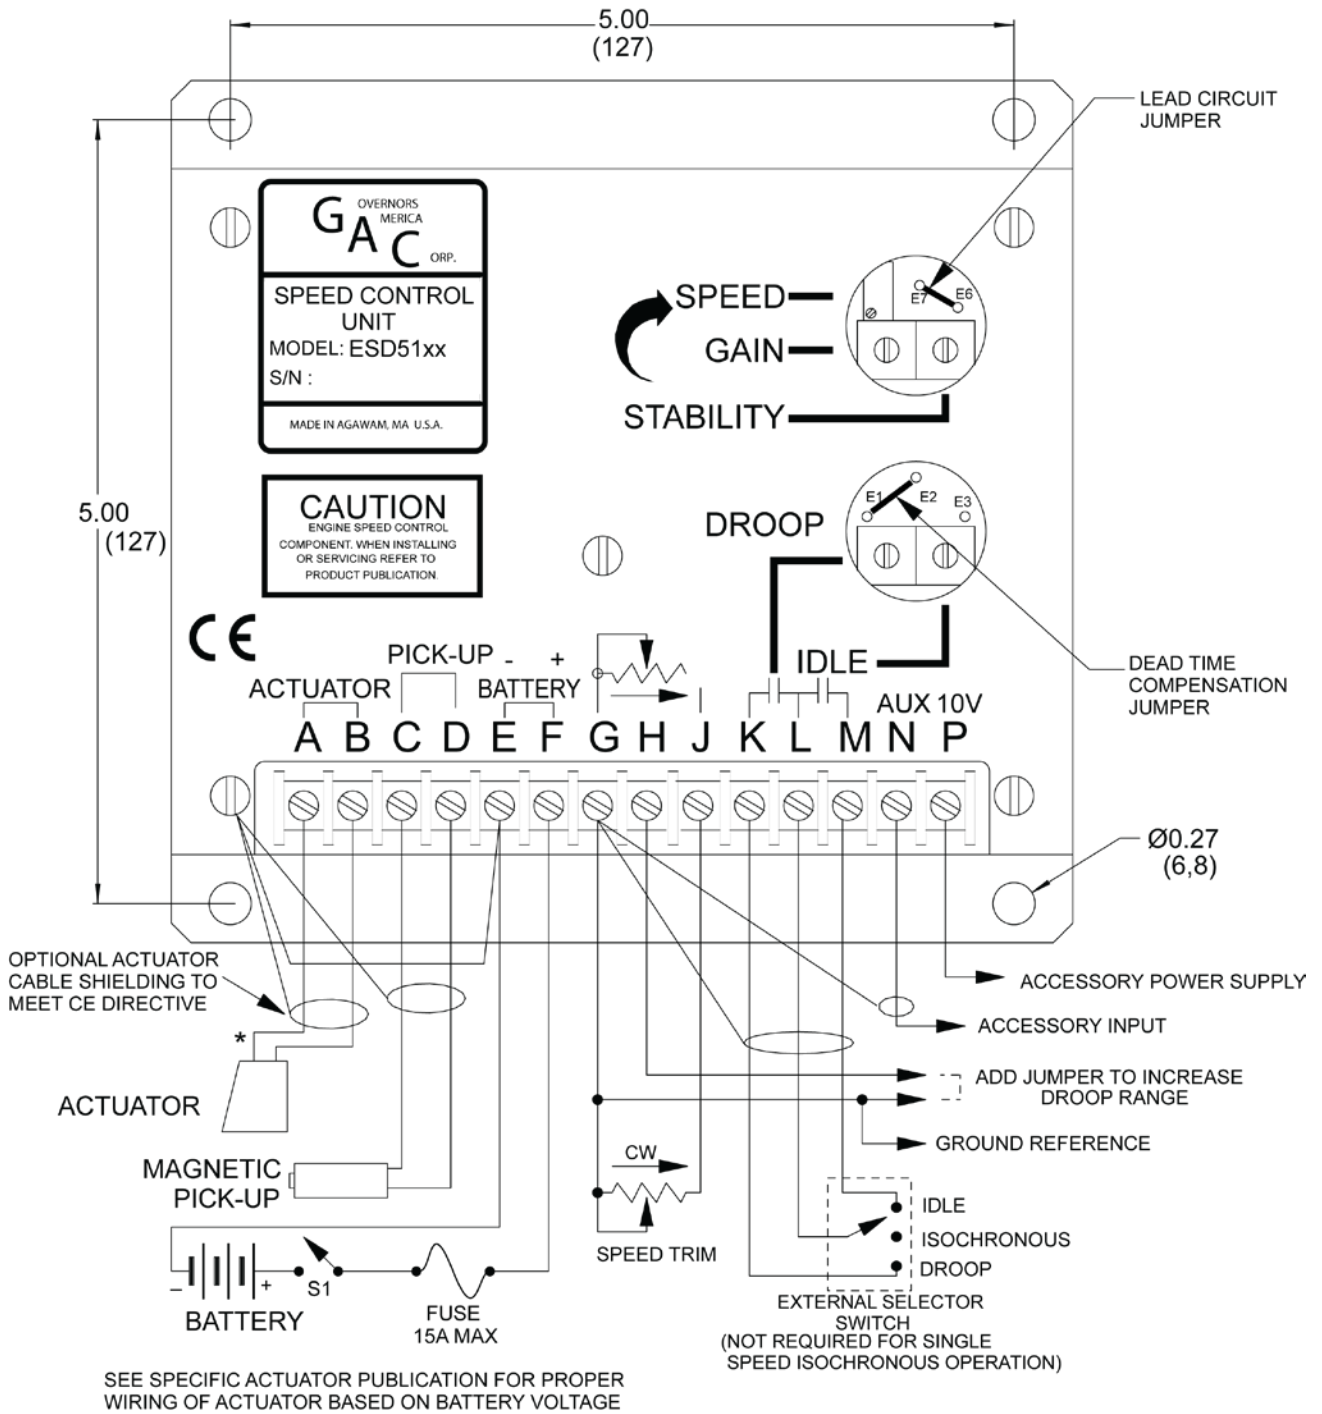 5.00
(127)
LEAD CIRCUIT
JUMPER
GOVERNORS
AMERICA
CORP.
SPEED CONTROL
UNIT
MODEL: ESD51xx
S/N :
MADE IN AGAWAM, MA U.S.A.
SPEED
GAIN
STABILITY
E7
E6
5.00
(127)
CAUTION
ENGINE SPEED CONTROL
COMPONENT. WHEN INSTALLING
OR SERVICING REFER TO
PRODUCT PUBLICATION.
DROOP
E1
E2
E3
CE
PICK-UP
- +
ACTUATOR
BATTERY
IDLE
AUX 10V
DEAD TIME
COMPENSATION
JUMPER
A B C D E F G H J K L M N P
Ø0.27
(6,8)
OPTIONAL ACTUATOR
CABLE SHIELDING TO
MEET CE DIRECTIVE
*
ACTUATOR
MAGNETIC
PICK-UP
ACCESSORY POWER SUPPLY
ACCESSORY INPUT
ADD JUMPER TO INCREASE
DROOP RANGE
GROUND REFERENCE
CW
SPEED TRIM
IDLE
ISOCHRONOUS
DROOP
EXTERNAL SELECTOR
SWITCH
(NOT REQUIRED FOR SINGLE
SPEED ISOCHRONOUS OPERATION)
– +
S1
BATTERY
FUSE
15A MAX
SEE SPECIFIC ACTUATOR PUBLICATION FOR PROPER
WIRING OF ACTUATOR BASED ON BATTERY VOLTAGE